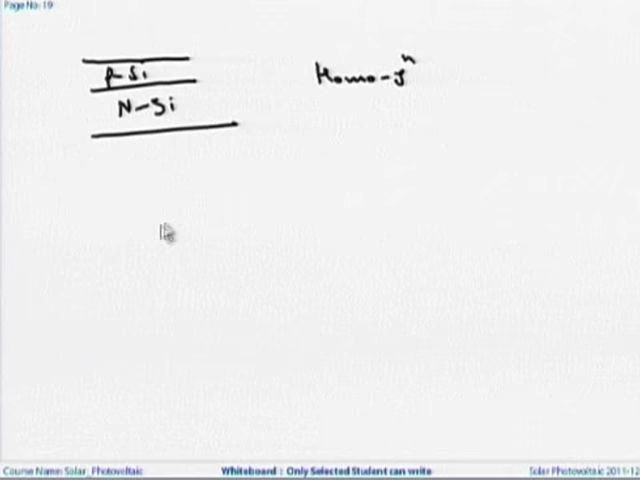 Page No: 19
p-Si
Homo-Jn
N-Si
Course Name: Solar_Photovoltaic
Whiteboard : Only Selected Student can write
Solar Photovoltaic 2011-12